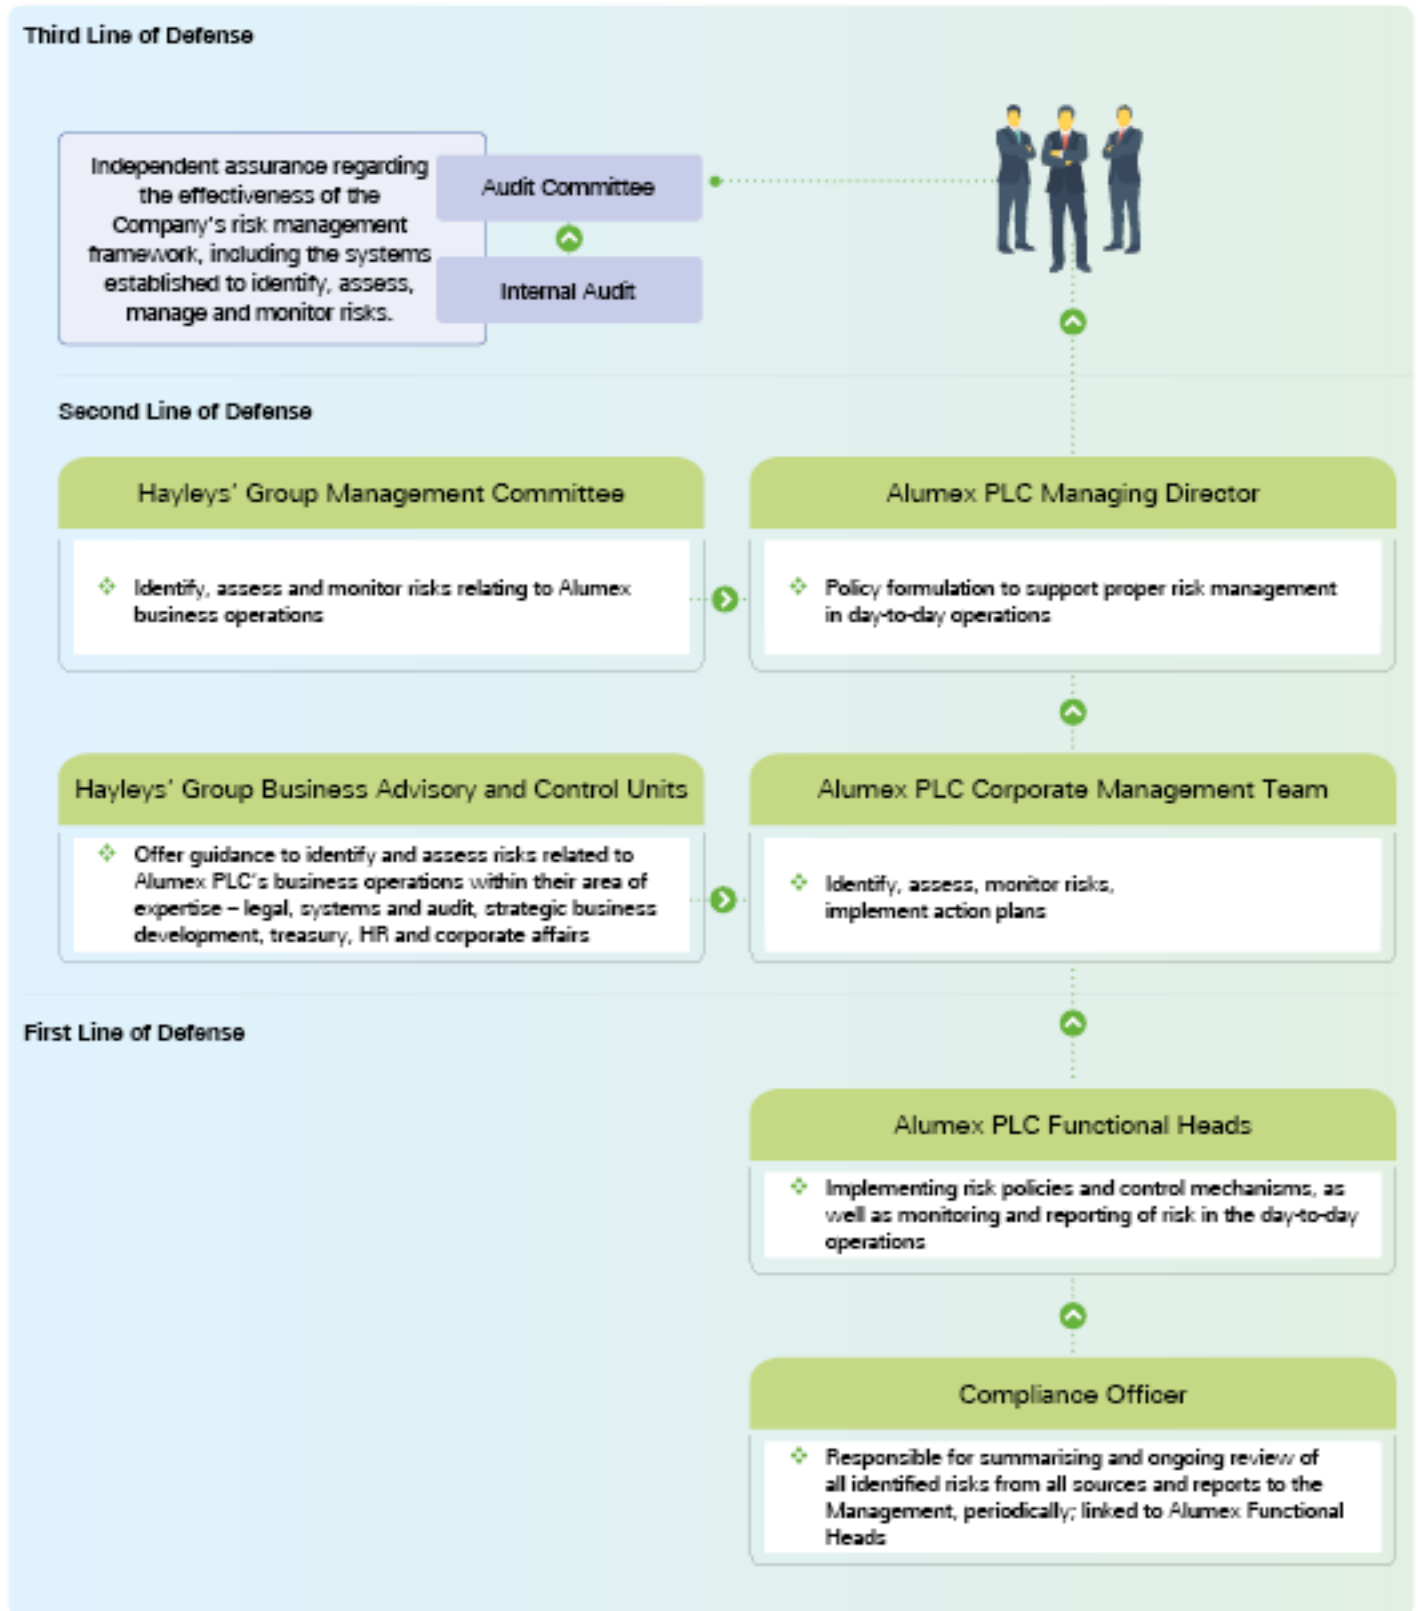 Third Line of Defense
Independent assurance regarding
the effectiveness of the
Company's risk management
framework, including the systems
established to identify, assess,
manage and monitor risks.
Audit Committee
Internal Audit
Second Line of Defense
Hayleys' Group Management Committee
Identify, assess and monitor risks relating to Alumex
business operations
Alumex PLC Managing Director
Policy formulation to support proper risk management
in day-to-day operations
Hayleys' Group Business Advisory and Control Units
Offer guidance to identify and assess risks related to
Alumex PLC's business operations within their area of
expertise – legal, systems and audit, strategic business
development, treasury, HR and corporate affairs
Alumex PLC Corporate Management Team
Identify, assess, monitor risks,
implement action plans
First Line of Defense
Alumex PLC Functional Heads
Implementing risk policies and control mechanisms, as
well as monitoring and reporting of risk in the day-to-day
operations
Compliance Officer
Responsible for summarising and ongoing review of
all identified risks from all sources and reports to the
Management, periodically; linked to Alumex Functional
Heads